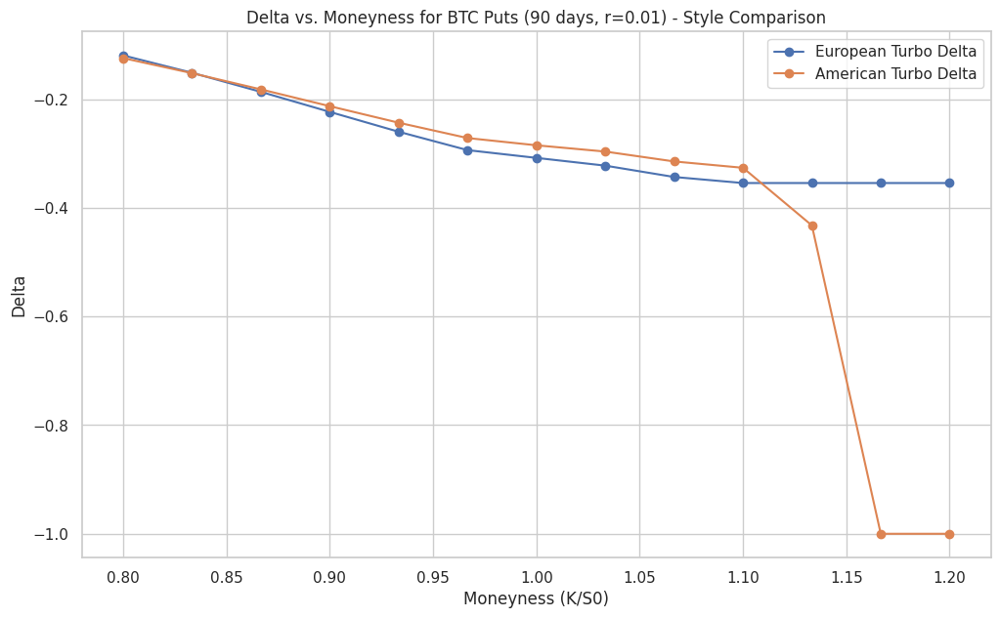 Delta vs. Moneyness for BTC Puts (90 days, r=0.01) - Style Comparison
European Turbo Delta
American Turbo Delta
Delta
−0.2
−0.4
−0.6
−0.8
−1.0
0.80 0.85 0.90 0.95 1.00 1.05 1.10 1.15 1.20
Moneyness (K/S0)